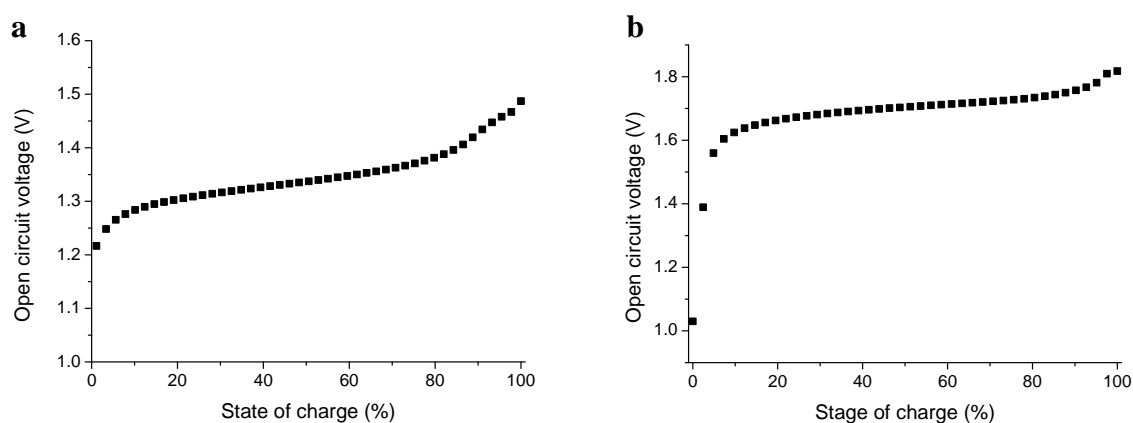 a
1.6
1.5
1.4
1.3
1.2
1.1
1.0
Open circuit voltage (V)
0 20 40 60 80 100
State of charge (%)
b
1.8
1.6
1.4
1.2
1.0
Open circuit voltage (V)
0 20 40 60 80 100
Stage of charge (%)